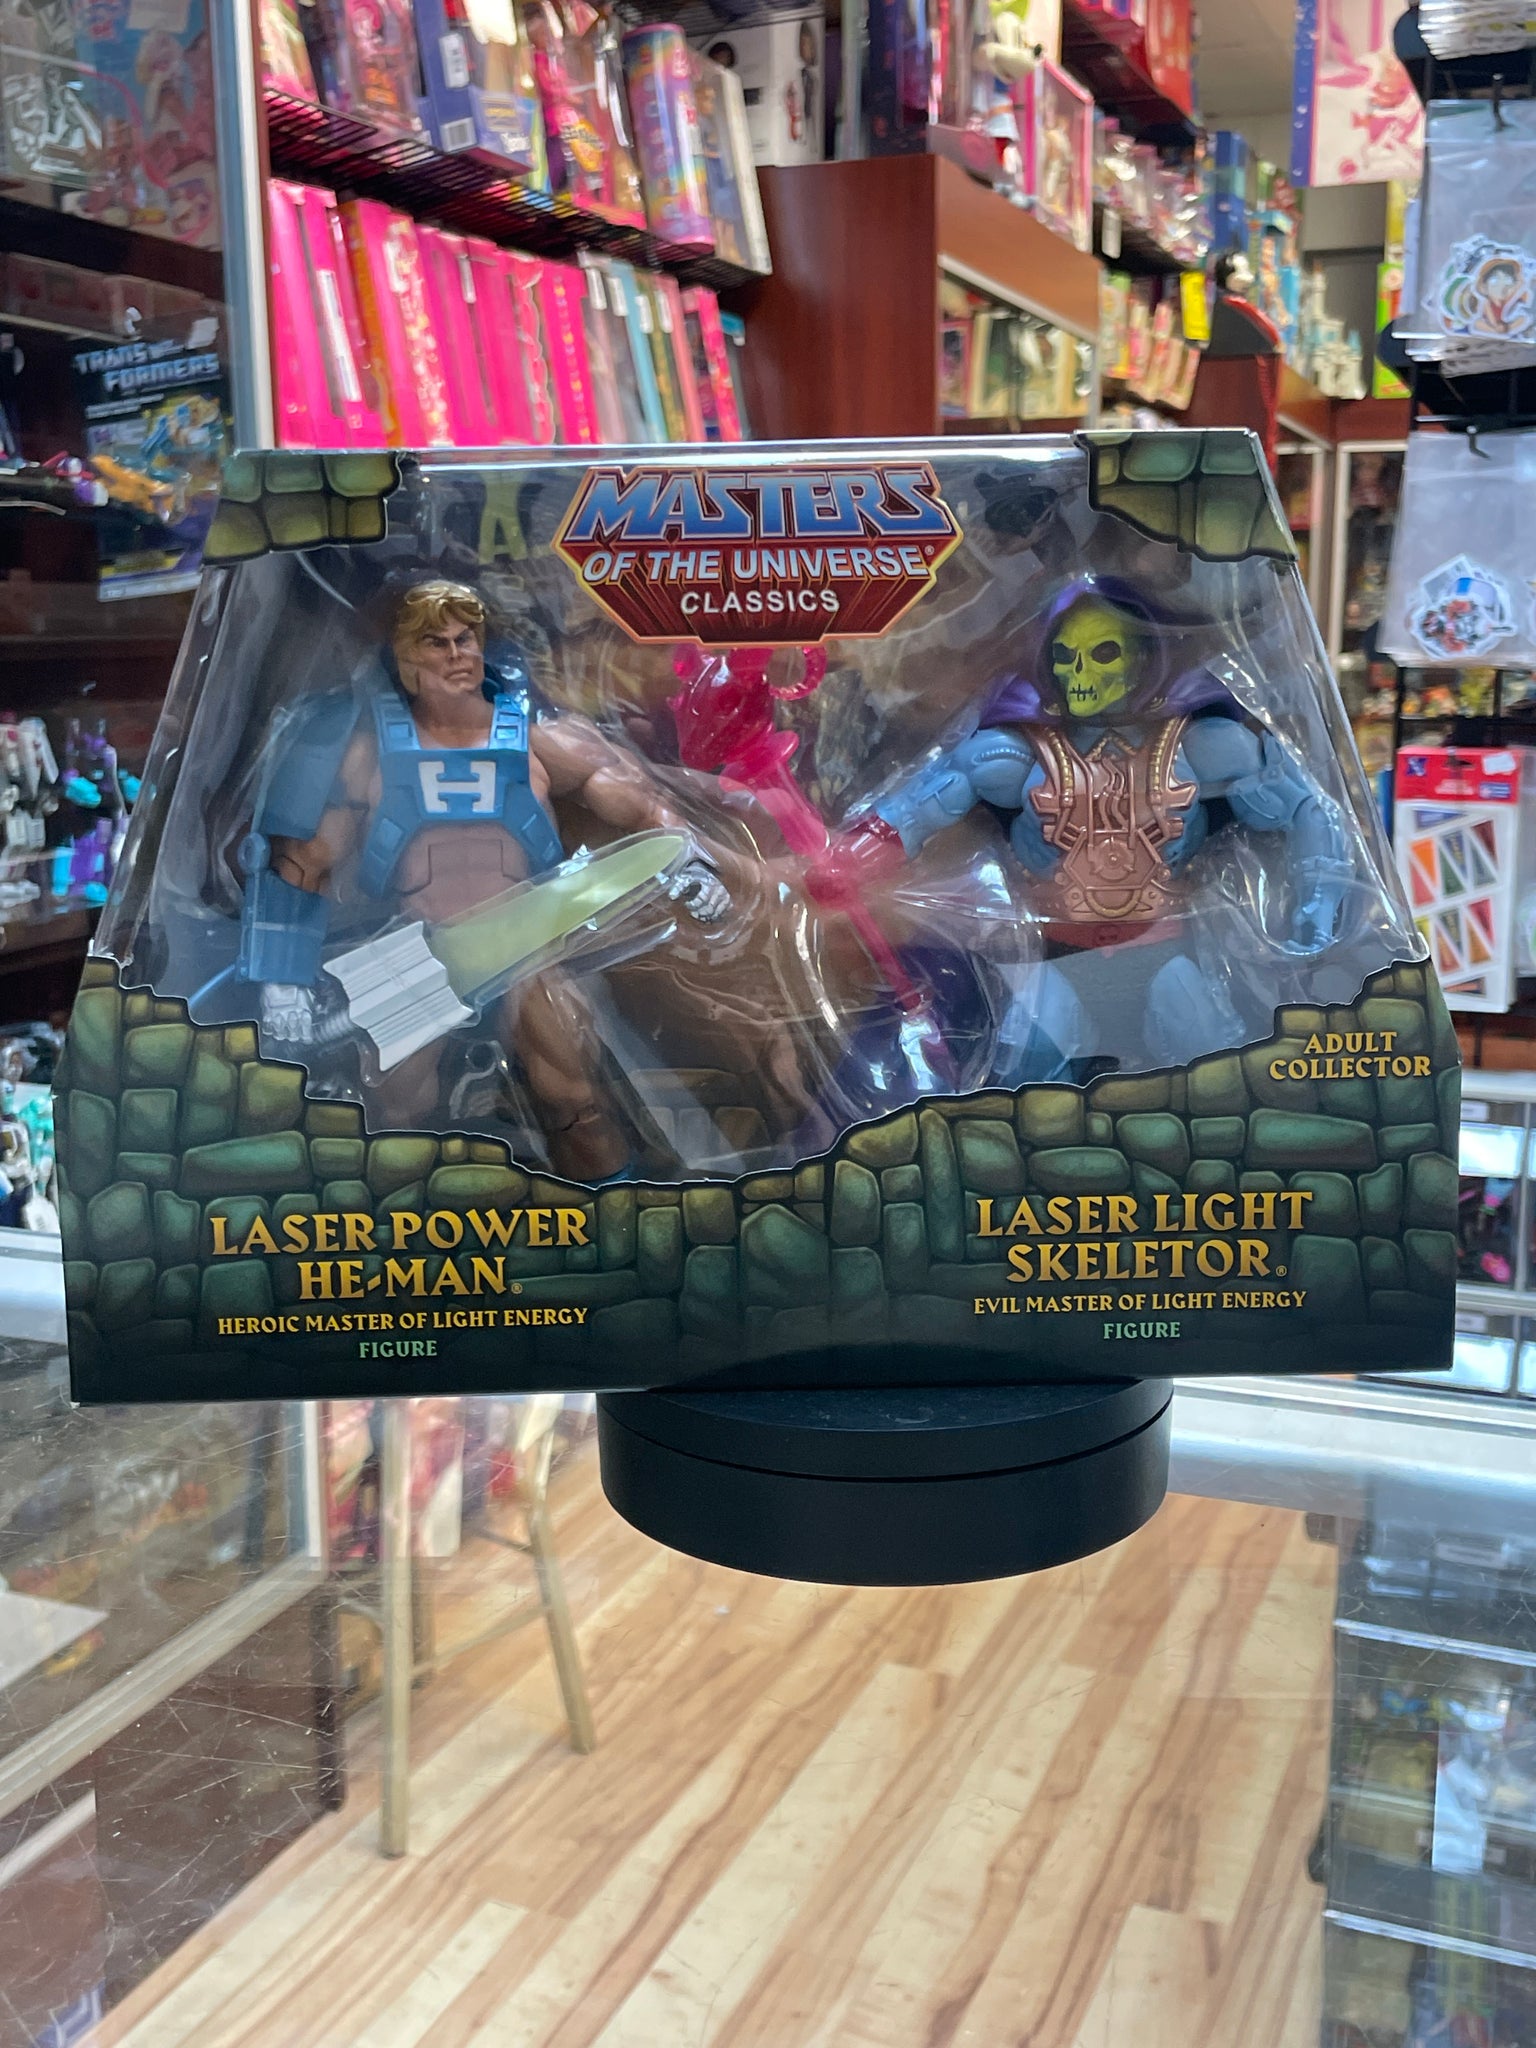 TRANSFORMERS
MASTERS
OF THE UNIVERSE®
CLASSICS
H
ADULT
COLLECTOR
LASER POWER
HE-MAN®
HEROIC MASTER OF LIGHT ENERGY
FIGURE
LASER LIGHT
SKELETOR®
EVIL MASTER OF LIGHT ENERGY
FIGURE